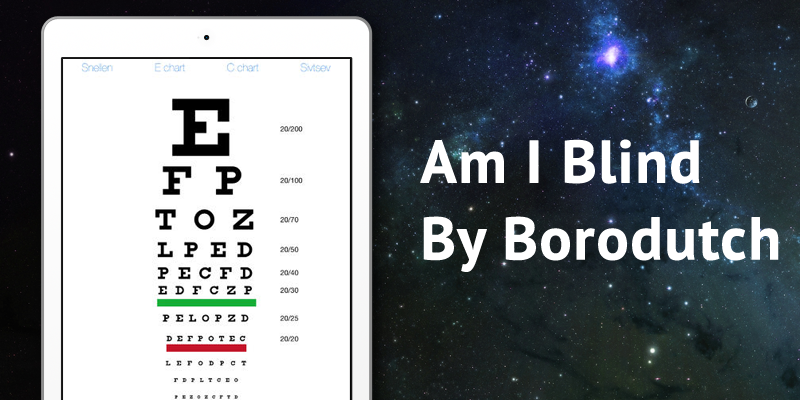 Snellen E chart C chart Sivtsev
E 20/200
F P 20/100
T O Z 20/70
L P E D 20/50
P E C F D 20/40
E D F C Z P 20/30
P E L O P Z D 20/25
D E F P O T E C 20/20
L E F O D P C T
F D P L T C E O
Am I Blind
By Borodutch